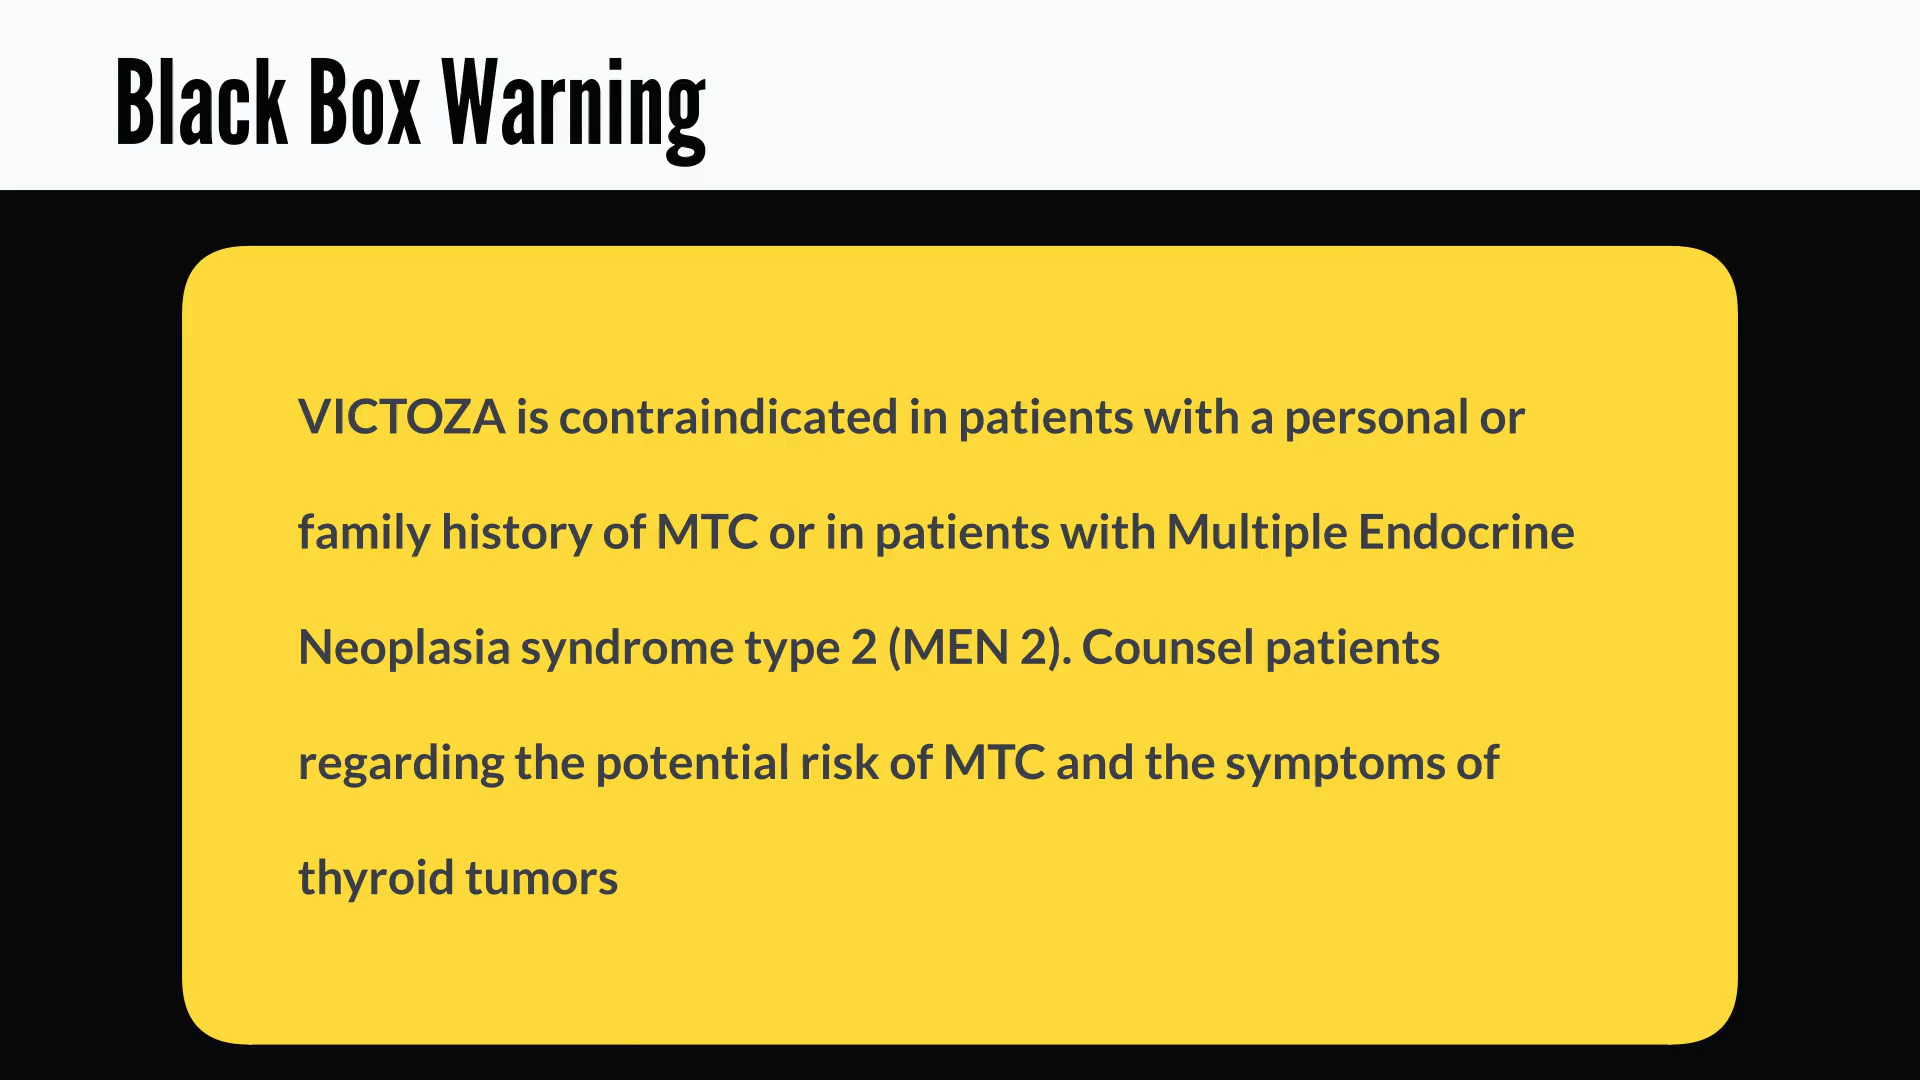 Black Box Warning
VICTOZA is contraindicated in patients with a personal or
family history of MTC or in patients with Multiple Endocrine
Neoplasia syndrome type 2 (MEN 2). Counsel patients
regarding the potential risk of MTC and the symptoms of
thyroid tumors